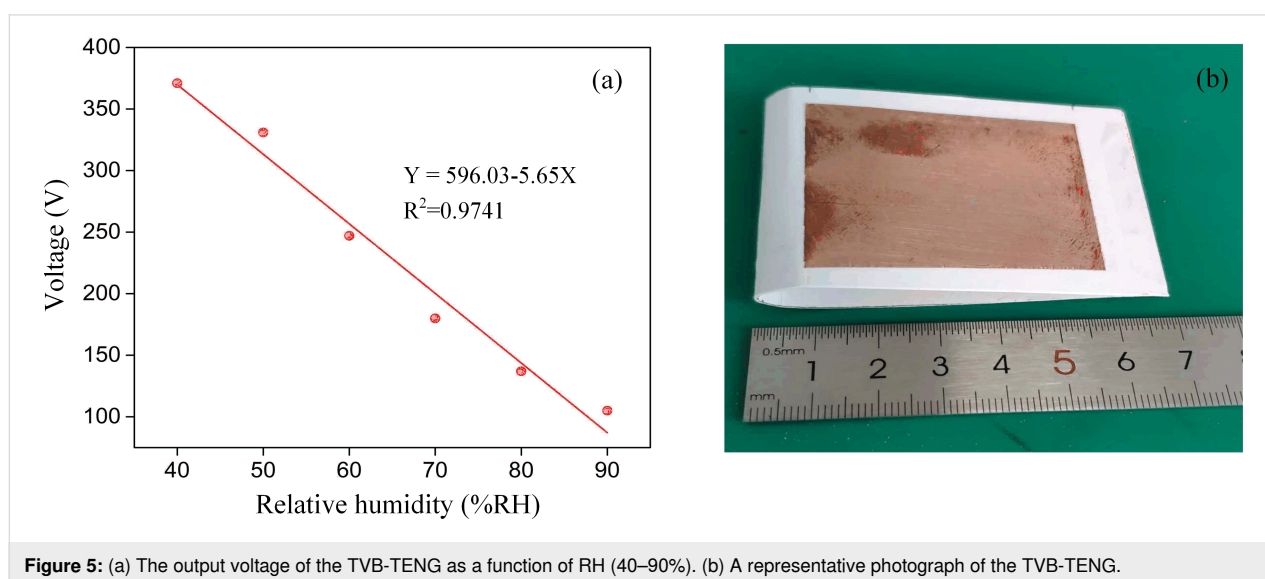 400
350
300
250
200
150
100
Voltage (V)
(a)
Y = 596.03-5.65X
R²=0.9741
40 50 60 70 80 90
Relative humidity (%RH)
(b)
0.5mm
1 2 3 4 5 6 7
mm
Figure 5: (a) The output voltage of the TVB-TENG as a function of RH (40–90%). (b) A representative photograph of the TVB-TENG.